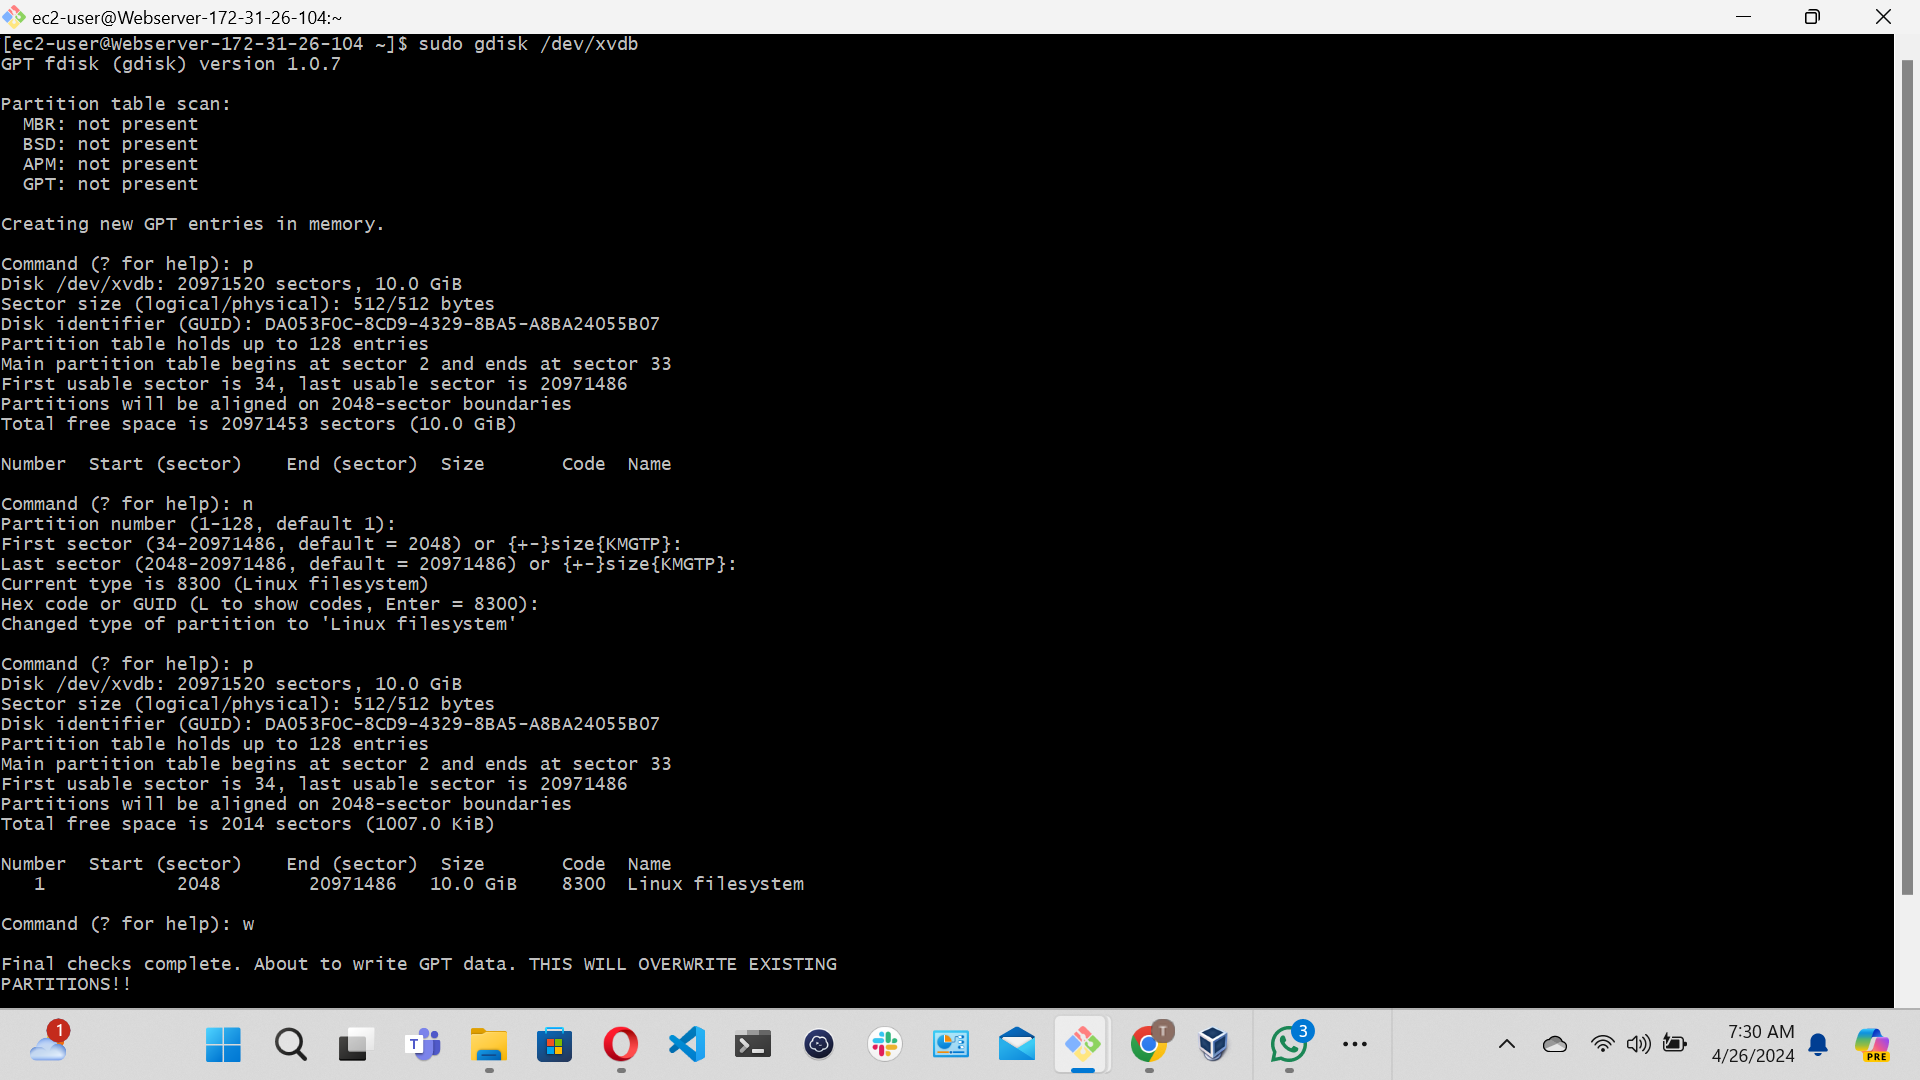 ec2-user@Webserver-172-31-26-104:~
[ec2-user@Webserver-172-31-26-104 ~]$ sudo gdisk /dev/xvdb
GPT fdisk (gdisk) version 1.0.7
Partition table scan:
MBR: not present
BSD: not present
APM: not present
GPT: not present
Creating new GPT entries in memory.
Command (? for help): p
Disk /dev/xvdb: 20971520 sectors, 10.0 GiB
Sector size (logical/physical): 512/512 bytes
Disk identifier (GUID): DA053F0C-8CD9-4329-8BA5-A8BA24055B07
Partition table holds up to 128 entries
Main partition table begins at sector 2 and ends at sector 33
First usable sector is 34, last usable sector is 20971486
Partitions will be aligned on 2048-sector boundaries
Total free space is 20971453 sectors (10.0 GiB)
Number  Start (sector)    End (sector)  Size       Code  Name
Command (? for help): n
Partition number (1-128, default 1):
First sector (34-20971486, default = 2048) or {+-}size{KMGTP}:
Last sector (2048-20971486, default = 20971486) or {+-}size{KMGTP}:
Current type is 8300 (Linux filesystem)
Hex code or GUID (L to show codes, Enter = 8300):
Changed type of partition to 'Linux filesystem'
Command (? for help): p
Disk /dev/xvdb: 20971520 sectors, 10.0 GiB
Sector size (logical/physical): 512/512 bytes
Disk identifier (GUID): DA053F0C-8CD9-4329-8BA5-A8BA24055B07
Partition table holds up to 128 entries
Main partition table begins at sector 2 and ends at sector 33
First usable sector is 34, last usable sector is 20971486
Partitions will be aligned on 2048-sector boundaries
Total free space is 2014 sectors (1007.0 KiB)
Number  Start (sector)    End (sector)  Size       Code  Name
1            2048        20971486   10.0 GiB    8300  Linux filesystem
Command (? for help): w
Final checks complete. About to write GPT data. THIS WILL OVERWRITE EXISTING
PARTITIONS!!
1
T
T
3
7:30 AM
4/26/2024
PRE